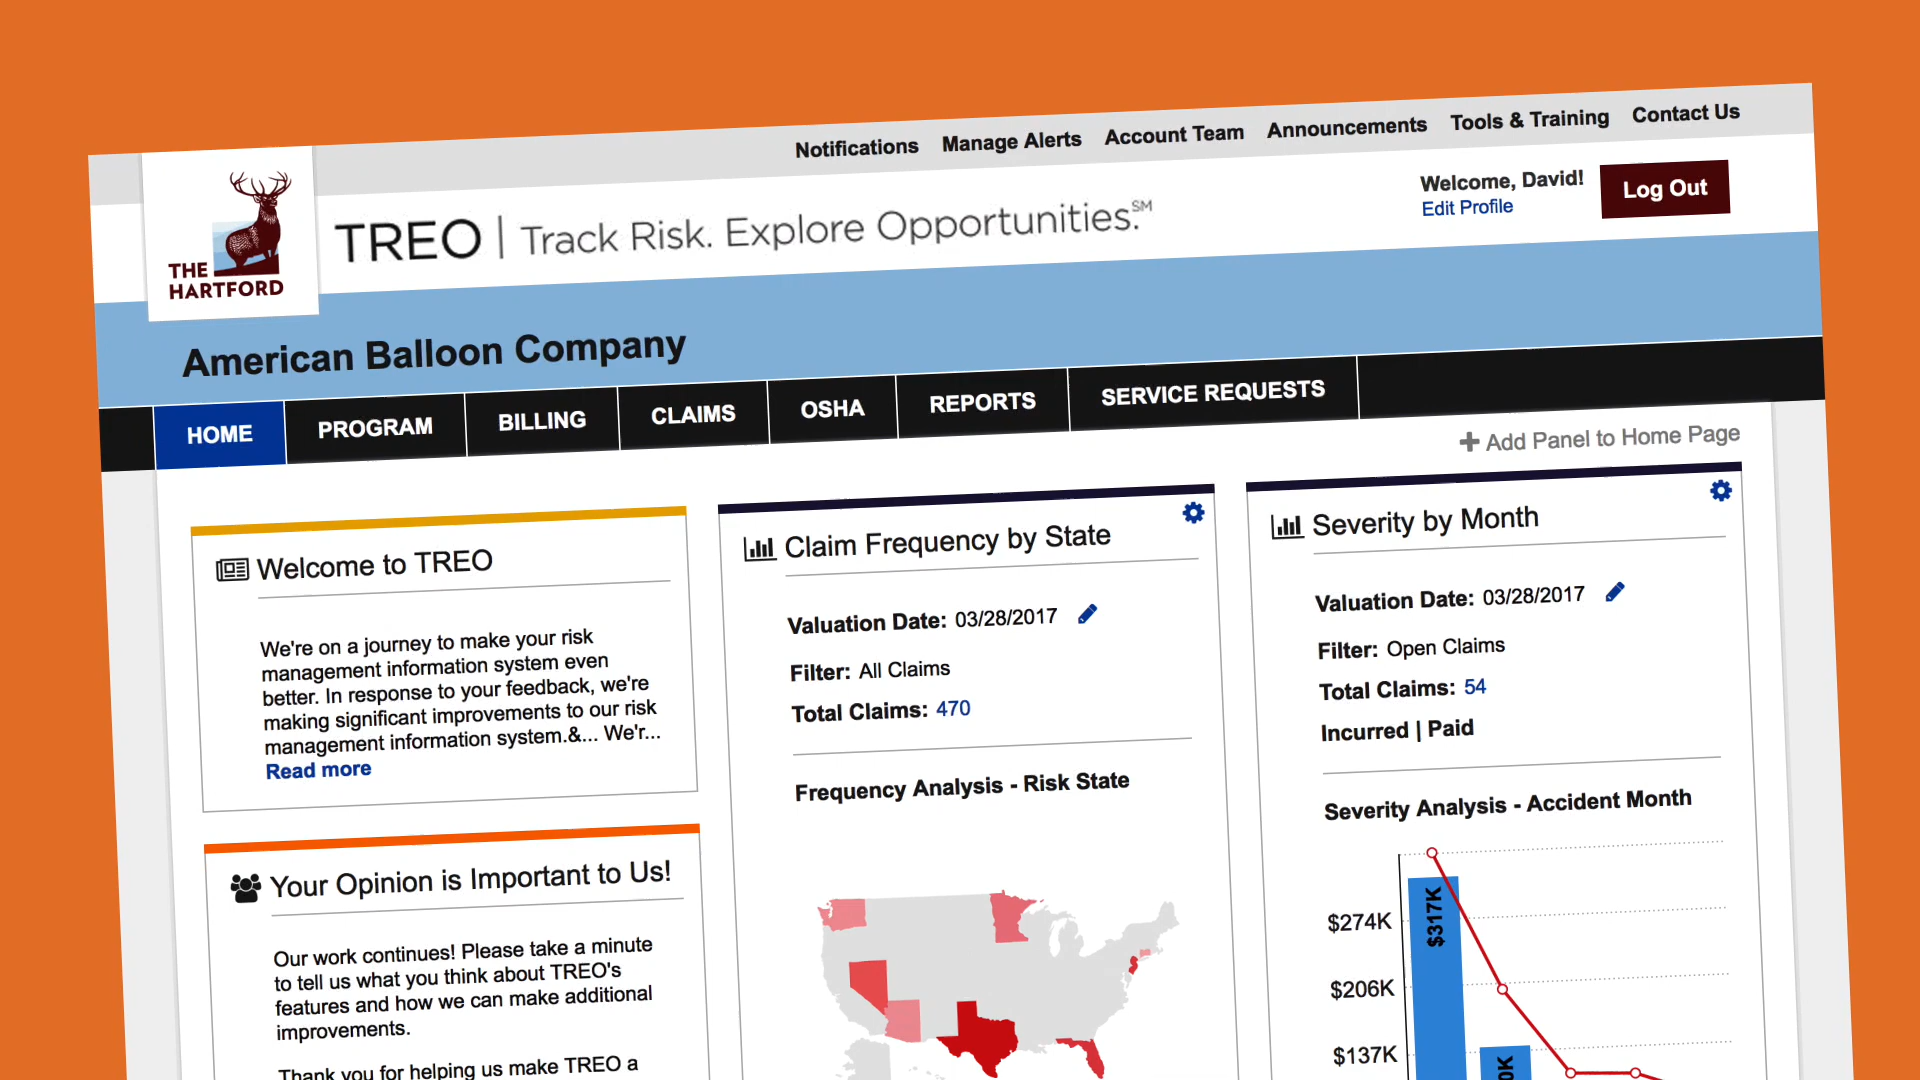 Notifications Manage Alerts Account Team Announcements Tools & Training Contact Us
THE
HARTFORD
TREO | Track Risk. Explore Opportunities.℠
Welcome, David!
Edit Profile
Log Out
American Balloon Company
HOME PROGRAM BILLING CLAIMS OSHA REPORTS SERVICE REQUESTS
Add Panel to Home Page
Welcome to TREO
We're on a journey to make your risk
management information system even
better. In response to your feedback, we're
making significant improvements to our risk
management information system.&... We'r...
Read more
Your Opinion is Important to Us!
Our work continues! Please take a minute
to tell us what you think about TREO's
features and how we can make additional
improvements.
Thank you for helping us make TREO a
Claim Frequency by State
Valuation Date: 03/28/2017
Filter: All Claims
Total Claims: 470
Frequency Analysis - Risk State
Severity by Month
Valuation Date: 03/28/2017
Filter: Open Claims
Total Claims: 54
Incurred | Paid
Severity Analysis - Accident Month
$317K
$274K
$206K
$137K